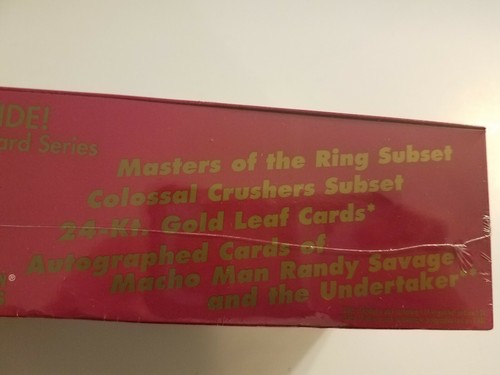 IDE!
ard Series
Masters of the Ring Subset
Colossal Crushers Subset
24-Kt. Gold Leaf Cards*
Autographed Cards of
Macho Man Randy Savage**
and the Undertaker**
®